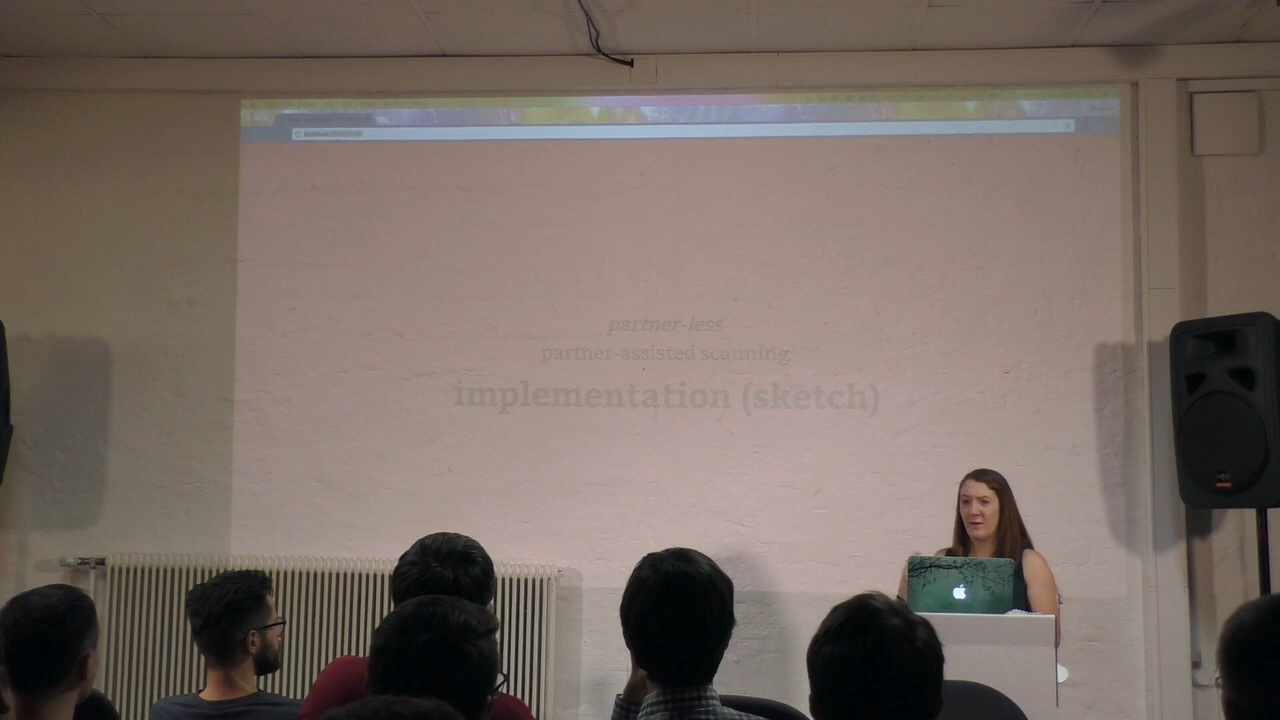 partner-less
partner-assisted scanning
implementation (sketch)